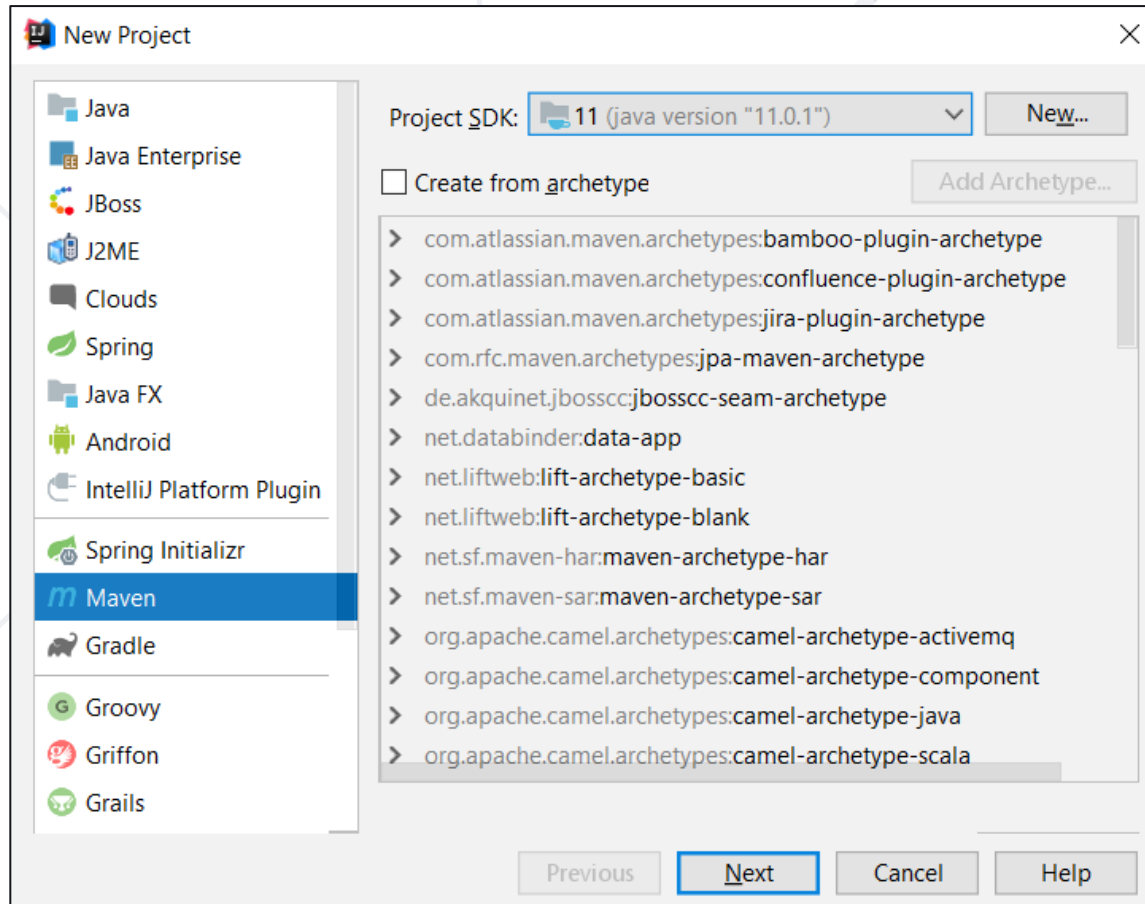 New Project
Java
Java Enterprise
JBoss
J2ME
Clouds
Spring
Java FX
Android
IntelliJ Platform Plugin
Spring Initializr
Maven
Gradle
Groovy
Griffon
Grails
Project SDK: 11 (java version "11.0.1") New...
Create from archetype Add Archetype...
com.atlassian.maven.archetypes:bamboo-plugin-archetype
com.atlassian.maven.archetypes:confluence-plugin-archetype
com.atlassian.maven.archetypes:jira-plugin-archetype
com.rfc.maven.archetypes:jpa-maven-archetype
de.akquinet.jbosscc:jbosscc-seam-archetype
net.databinder:data-app
net.liftweb:lift-archetype-basic
net.liftweb:lift-archetype-blank
net.sf.maven-har:maven-archetype-har
net.sf.maven-sar:maven-archetype-sar
org.apache.camel.archetypes:camel-archetype-activemq
org.apache.camel.archetypes:camel-archetype-component
org.apache.camel.archetypes:camel-archetype-java
org.apache.camel.archetypes:camel-archetype-scala
Previous Next Cancel Help